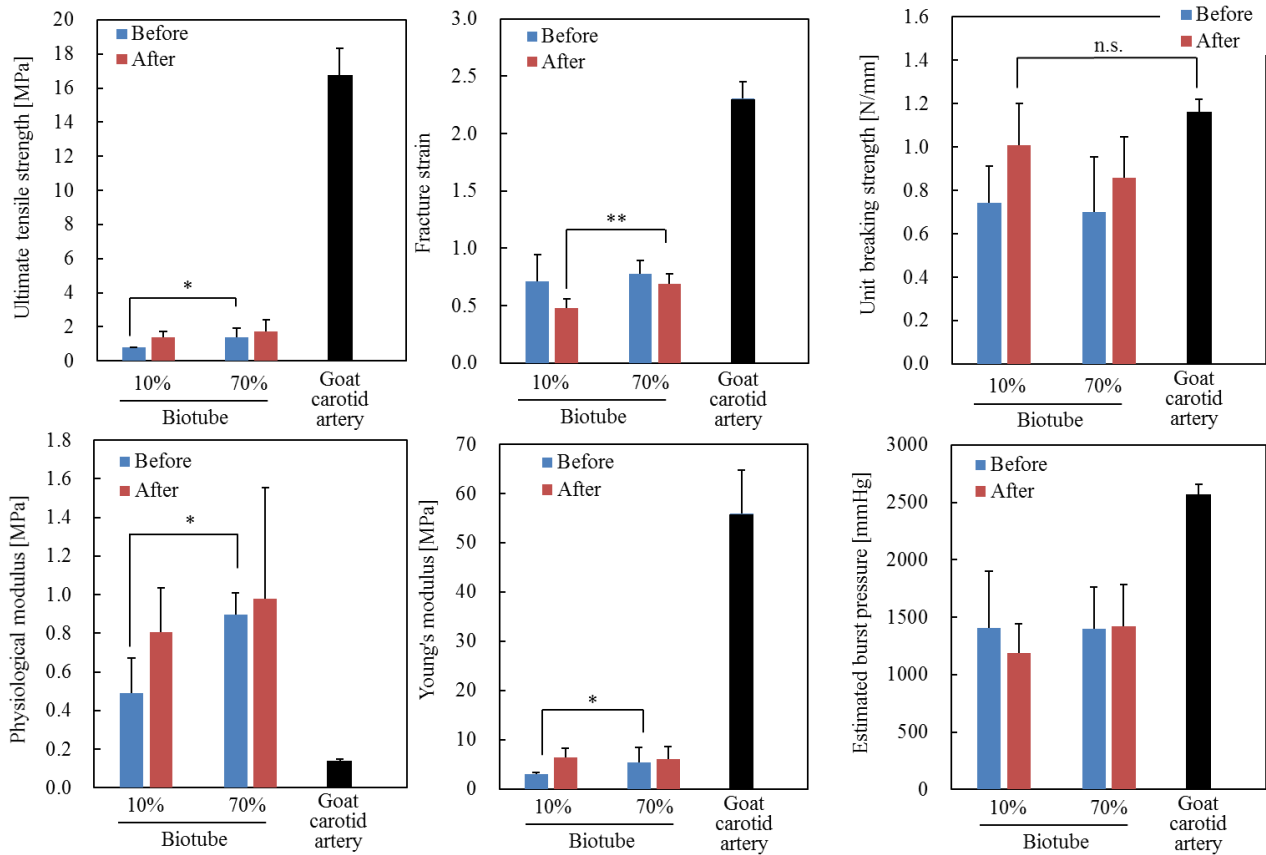 Ultimate tensile strength [MPa]
20
18
16
14
12
10
8
6
4
2
0
Before
After
*
10%
70%
Biotube
Goat
carotid
artery
Fracture strain
3.0
2.5
2.0
1.5
1.0
0.5
0.0
Before
After
**
10%
70%
Biotube
Goat
carotid
artery
Unit breaking strength [N/mm]
1.6
1.4
1.2
1.0
0.8
0.6
0.4
0.2
0.0
Before
After
n.s.
10%
70%
Biotube
Goat
carotid
artery
Physiological modulus [MPa]
1.8
1.6
1.4
1.2
1.0
0.8
0.6
0.4
0.2
0.0
Before
After
*
10%
70%
Biotube
Goat
carotid
artery
Young's modulus [MPa]
70
60
50
40
30
20
10
0
Before
After
*
10%
70%
Biotube
Goat
carotid
artery
Estimated burst pressure [mmHg]
3000
2500
2000
1500
1000
500
0
Before
After
10%
70%
Biotube
Goat
carotid
artery